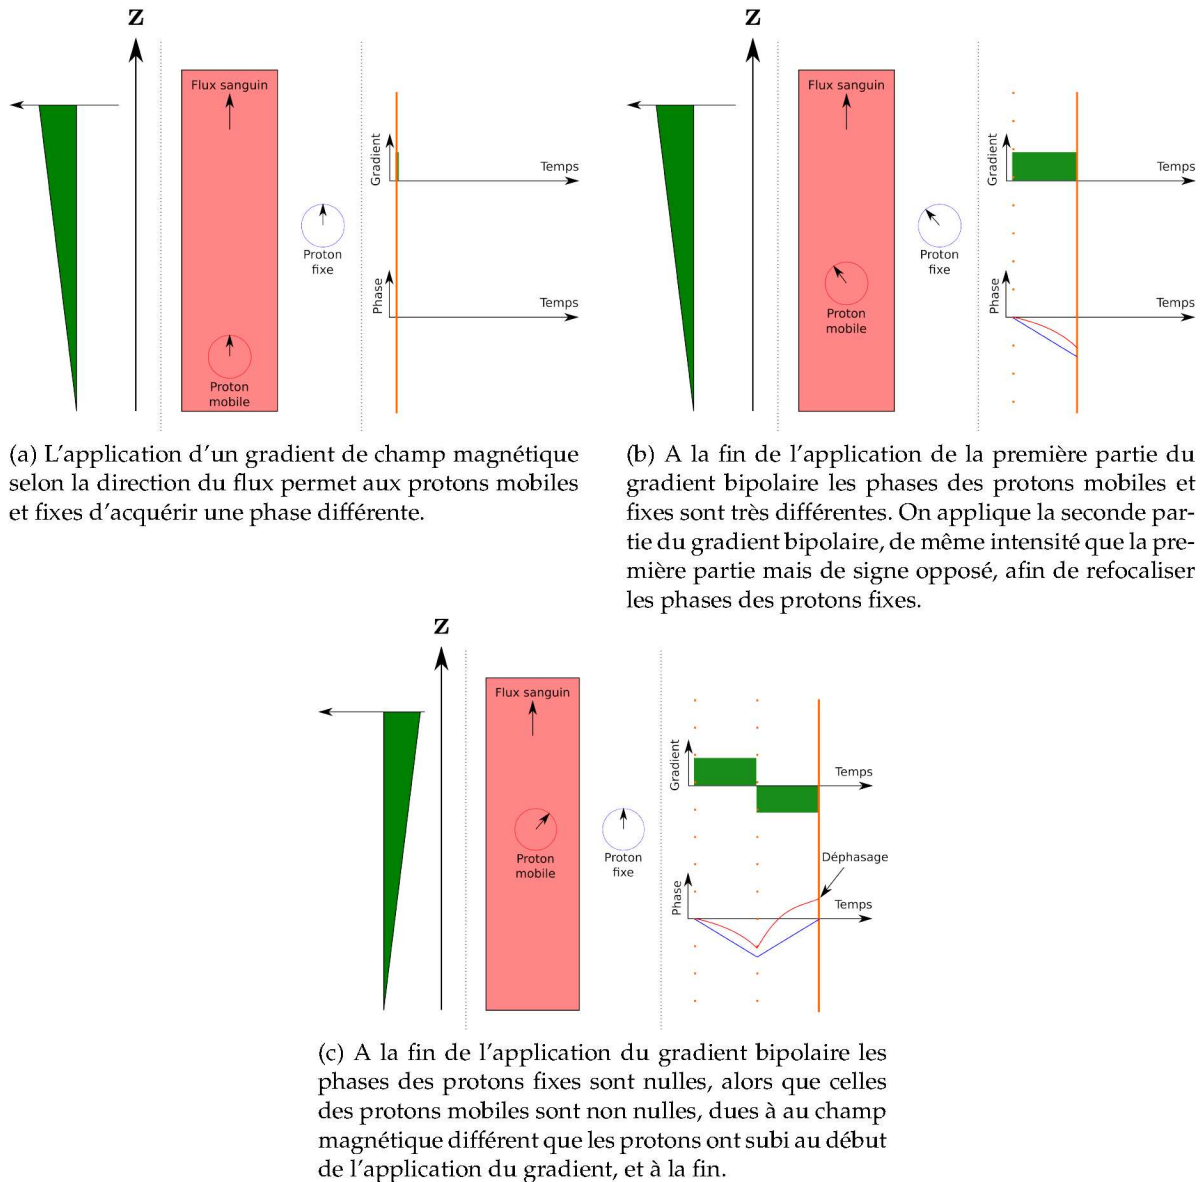 Z
Flux sanguin
Gradient
Temps
Proton
fixe
Phase
Temps
Proton
mobile
(a) L'application d'un gradient de champ magnétique
selon la direction du flux permet aux protons mobiles
et fixes d'acquérir une phase différente.
Z
Flux sanguin
Gradient
Temps
Proton
fixe
Phase
Temps
Proton
mobile
(b) A la fin de l'application de la première partie du
gradient bipolaire les phases des protons mobiles et
fixes sont très différentes. On applique la seconde par-
tie du gradient bipolaire, de même intensité que la pre-
mière partie mais de signe opposé, afin de refocaliser
les phases des protons fixes.
Z
Flux sanguin
Gradient
Temps
Proton
mobile
Proton
fixe
Déphasage
Phase
Temps
(c) A la fin de l'application du gradient bipolaire les
phases des protons fixes sont nulles, alors que celles
des protons mobiles sont non nulles, dues à au champ
magnétique différent que les protons ont subi au début
de l'application du gradient, et à la fin.